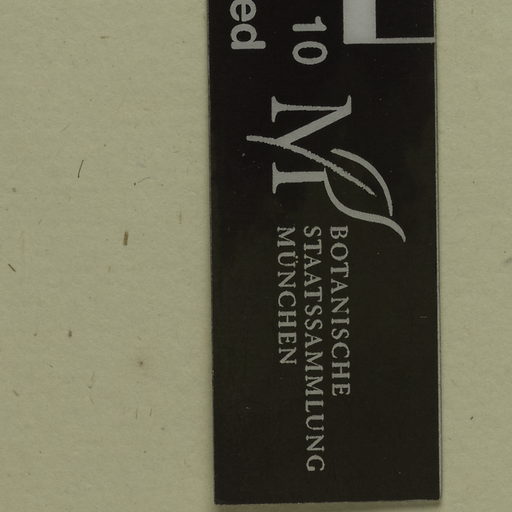 10
ed
M
BOTANISCHE
STAATSSAMMLUNG
MÜNCHEN